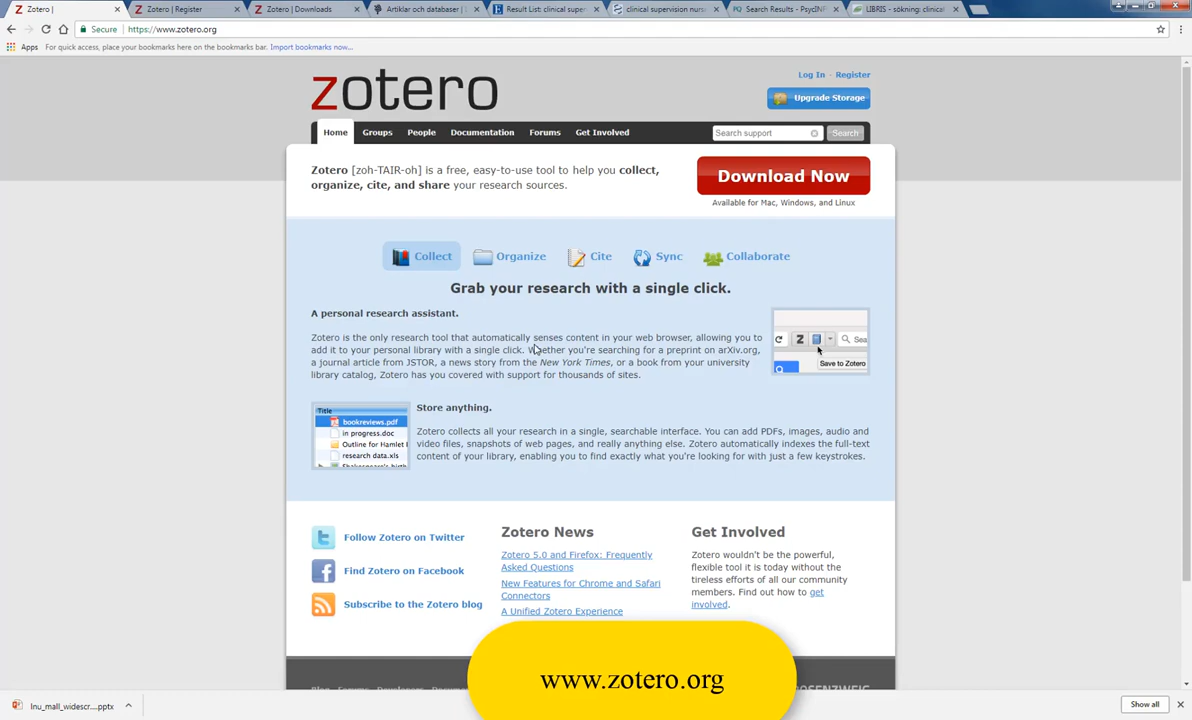 Zotero |
Zotero | Register
Zotero | Downloads
Artiklar och databaser |
Result List: clinical supe
clinical supervision nurs
Search Results - PsycINF
LIBRIS - sökning: clinical
Secure
https://www.zotero.org
Apps
For quick access, place your bookmarks here on the bookmarks bar. Import bookmarks now...
zotero
Log In - Register
Upgrade Storage
Home Groups People Documentation Forums Get Involved
Search support
Search
Zotero [zoh-TAIR-oh] is a free, easy-to-use tool to help you collect,
organize, cite, and share your research sources.
Download Now
Available for Mac, Windows, and Linux
Collect Organize Cite Sync Collaborate
Grab your research with a single click.
A personal research assistant.
Zotero is the only research tool that automatically senses content in your web browser, allowing you to
add it to your personal library with a single click. Whether you're searching for a preprint on arXiv.org,
a journal article from JSTOR, a news story from the New York Times, or a book from your university
library catalog, Zotero has you covered with support for thousands of sites.
Z
Sea
Save to Zotero
Title
bookreviews.pdf
in progress.doc
Outline for Hamlet
research data.xls
Shakespeare's birth
Store anything.
Zotero collects all your research in a single, searchable interface. You can add PDFs, images, audio and
video files, snapshots of web pages, and really anything else. Zotero automatically indexes the full-text
content of your library, enabling you to find exactly what you're looking for with just a few keystrokes.
Follow Zotero on Twitter
Find Zotero on Facebook
Subscribe to the Zotero blog
Zotero News
Zotero 5.0 and Firefox: Frequently
Asked Questions
New Features for Chrome and Safari
Connectors
A Unified Zotero Experience
Get Involved
Zotero wouldn't be the powerful,
flexible tool it is today without the
tireless efforts of all our community
members. Find out how to get
involved.
www.zotero.org
Blog Forums Developers
lnu_mall_widescr....pptx
Show all